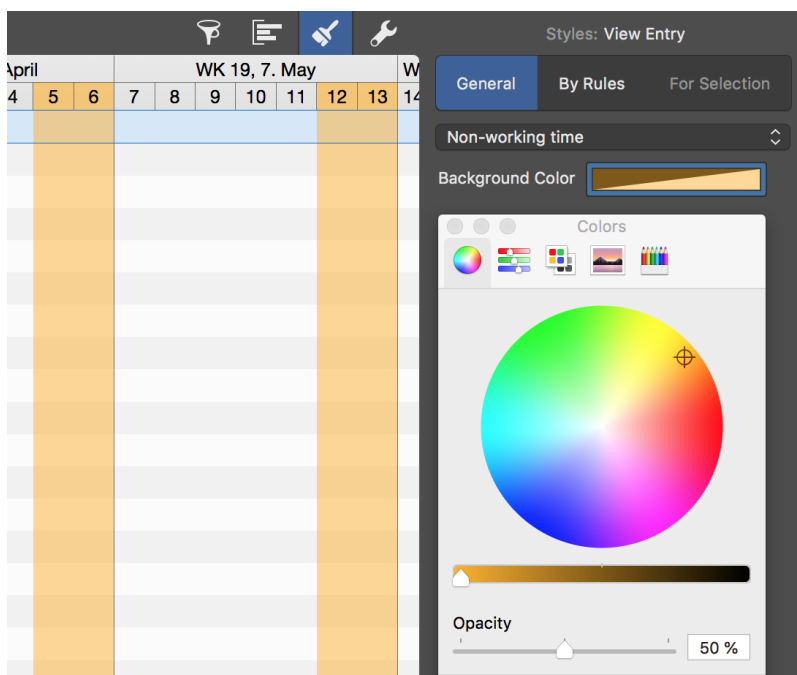 Styles: View Entry
April WK 19, 7. May W
4 5 6 7 8 9 10 11 12 13 14
General By Rules For Selection
Non-working time
Background Color
Colors
Opacity
50 %